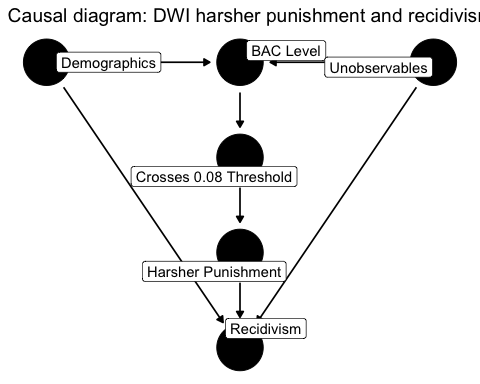 Causal diagram: DWI harsher punishment and recidivis
BAC Level
Demographics
Unobservables
Crosses 0.08 Threshold
Harsher Punishment
Recidivism